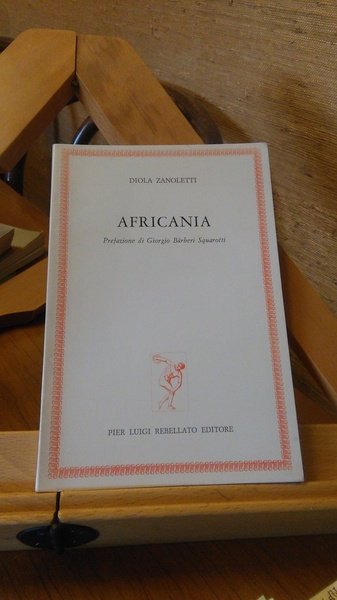 DIOLA ZANOLETTI
AFRICANIA
Prefazione di Giorgio Bàrberi Squarotti
PIER LUIGI REBELLATO EDITORE